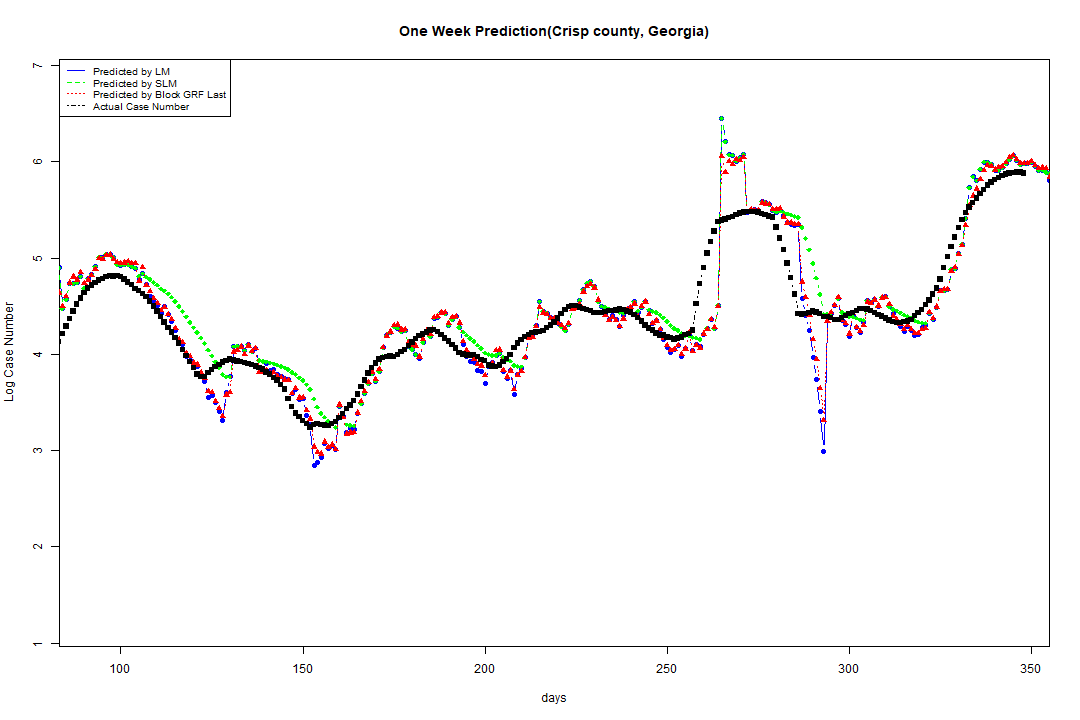 One Week Prediction(Crisp county, Georgia)
Predicted by LM
Predicted by SLM
Predicted by Block GRF Last
Actual Case Number
Log Case Number
7
6
5
4
3
2
1
100 150 200 250 300 350
days